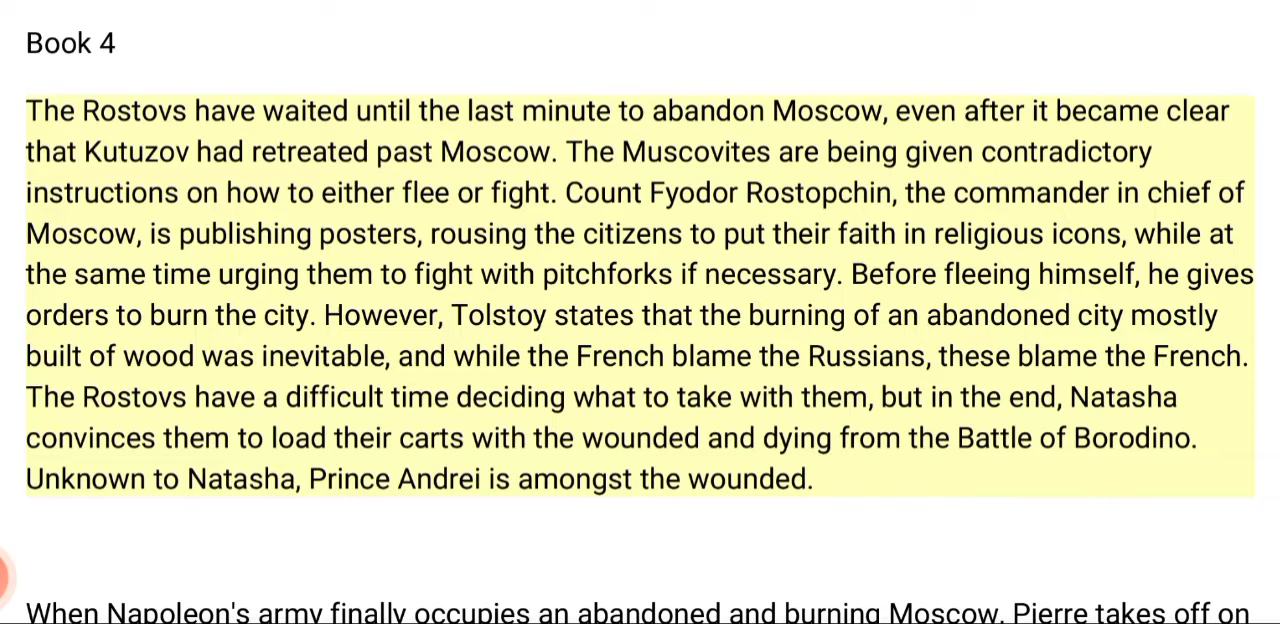 Book 4
The Rostovs have waited until the last minute to abandon Moscow, even after it became clear
that Kutuzov had retreated past Moscow. The Muscovites are being given contradictory
instructions on how to either flee or fight. Count Fyodor Rostopchin, the commander in chief of
Moscow, is publishing posters, rousing the citizens to put their faith in religious icons, while at
the same time urging them to fight with pitchforks if necessary. Before fleeing himself, he gives
orders to burn the city. However, Tolstoy states that the burning of an abandoned city mostly
built of wood was inevitable, and while the French blame the Russians, these blame the French.
The Rostovs have a difficult time deciding what to take with them, but in the end, Natasha
convinces them to load their carts with the wounded and dying from the Battle of Borodino.
Unknown to Natasha, Prince Andrei is amongst the wounded.
When Napoleon's army finally occupies an abandoned and burning Moscow, Pierre takes off on